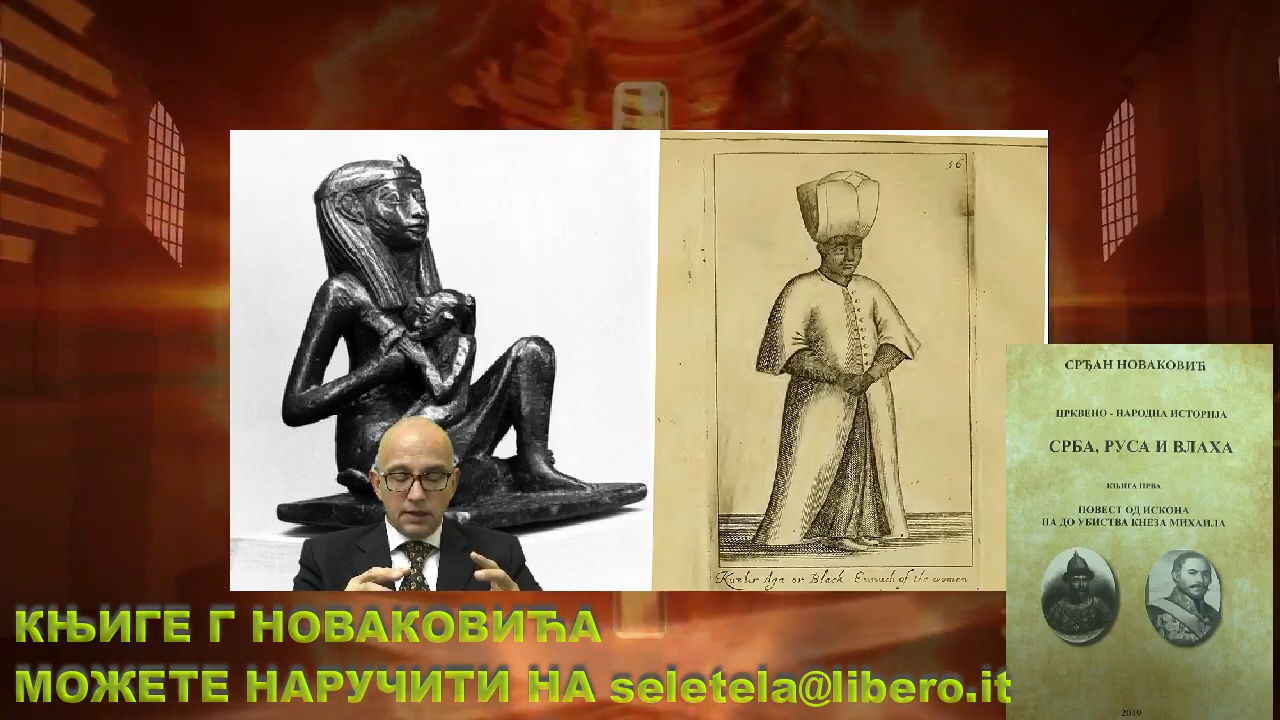 56
Kuzlir Aga or Black Eunuch of the women
СРЂАН НОВАКОВИЋ
ЦРКВЕНО - НАРОДНА ИСТОРИЈА
СРБА, РУСА И ВЛАХА
КЊИГА ПРВА
ПОВЕСТ ОД ИСКОНА
ПА ДО УБИСТВА КНЕЗА МИХАИЛА
2019
КЊИГЕ Г НОВАКОВИЋА
МОЖЕТЕ НАРУЧИТИ НА seletela@libero.it